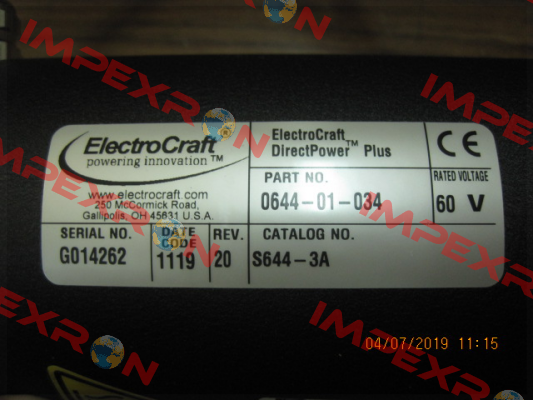 ElectroCraft
powering innovation™
www.electrocraft.com
250 McCormick Road,
Gallipolis, OH 45631 U.S.A.
ElectroCraft
DirectPower™ Plus
CE
PART NO.
0644-01-034
RATED VOLTAGE
60 V
SERIAL NO.
G014262
DATE CODE
1119
REV.
20
CATALOG NO.
S644-3A
04/07/2019 11:15
IMPEXRON
IMPEXRON
IMPEXRON
IMPEXRON
IMPEXRON